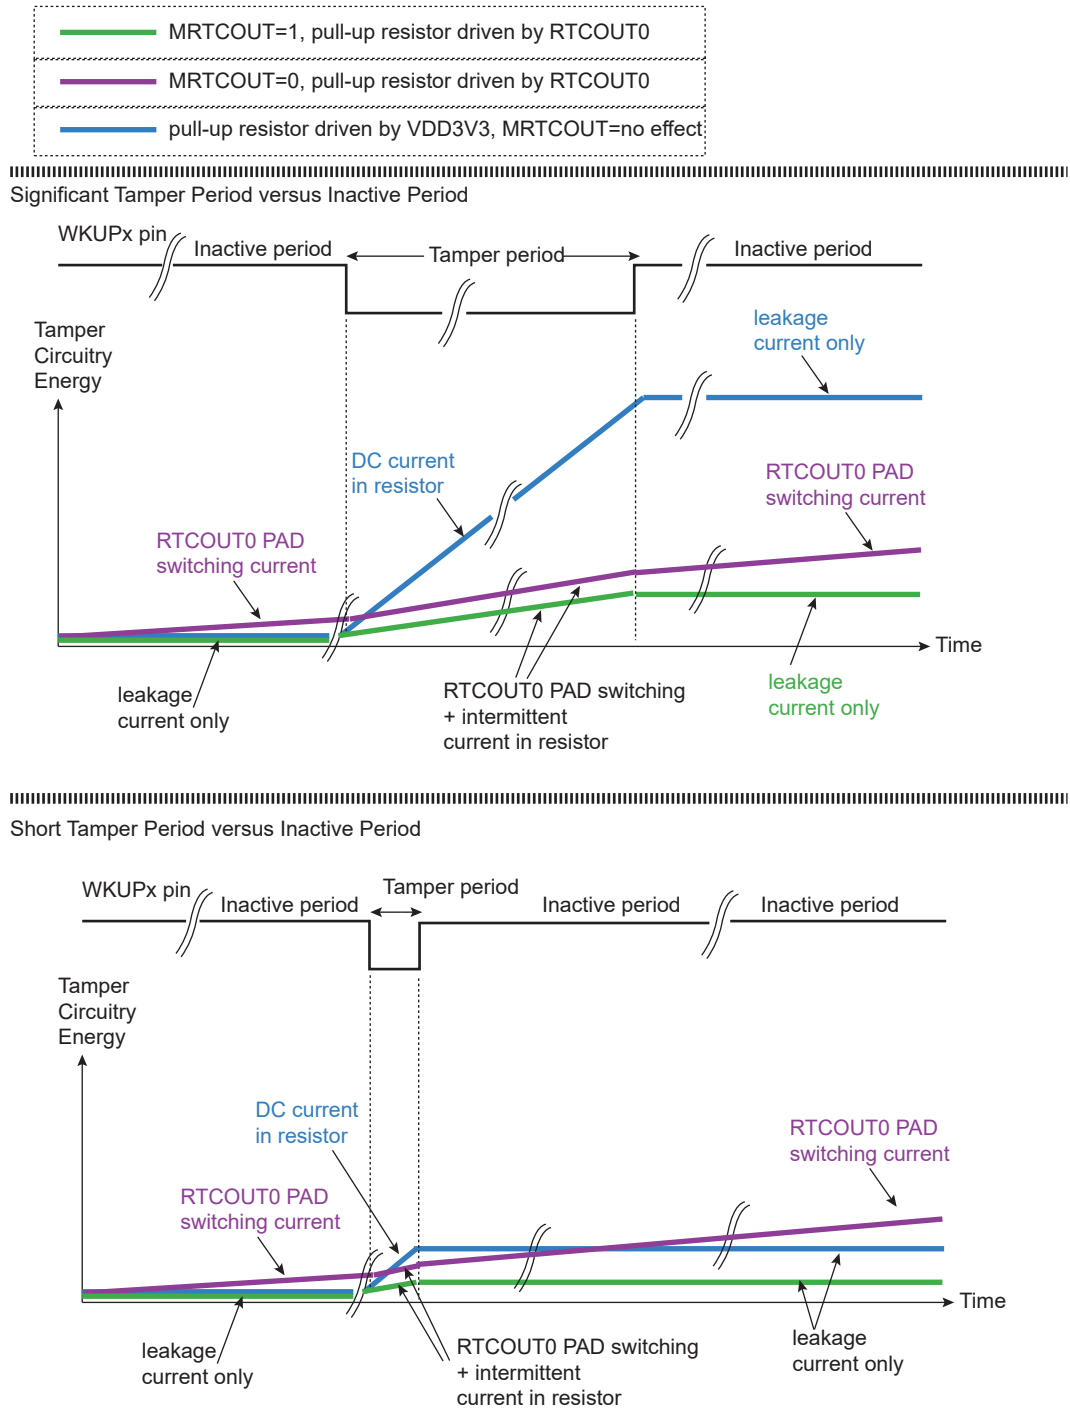 MRTCOUT=1, pull-up resistor driven by RTCOUT0
MRTCOUT=0, pull-up resistor driven by RTCOUT0
pull-up resistor driven by VDD3V3, MRTCOUT=no effect
Significant Tamper Period versus Inactive Period
WKUPx pin
Inactive period
Tamper period
Inactive period
Tamper
Circuitry
Energy
leakage
current only
DC current
in resistor
RTCOUT0 PAD
switching current
RTCOUT0 PAD
switching current
Time
leakage
current only
RTCOUT0 PAD switching
+ intermittent
current in resistor
leakage
current only
Short Tamper Period versus Inactive Period
WKUPx pin
Inactive period
Tamper period
Inactive period
Inactive period
Tamper
Circuitry
Energy
DC current
in resistor
RTCOUT0 PAD
switching current
RTCOUT0 PAD
switching current
Time
leakage
current only
RTCOUT0 PAD switching
+ intermittent
current in resistor
leakage
current only